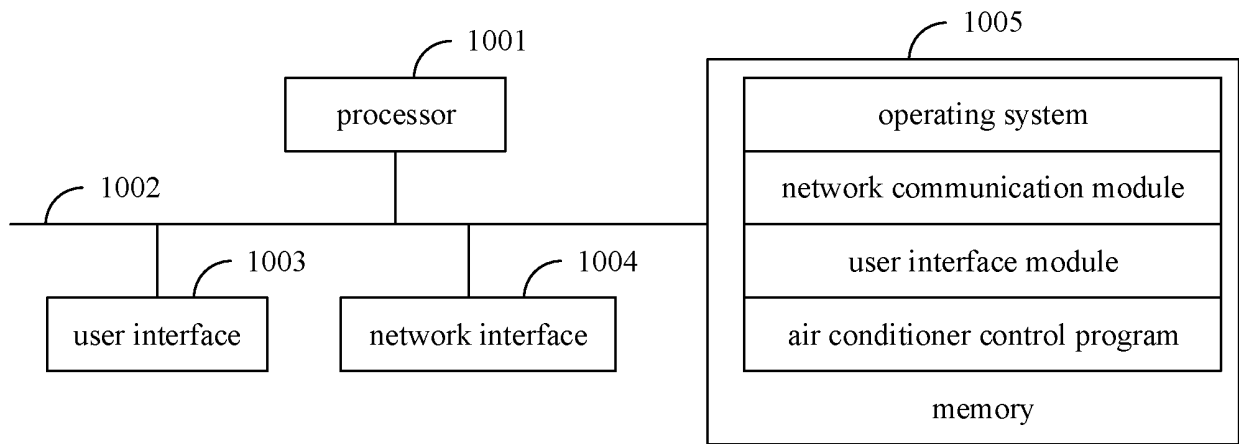 1001
1005
processor
operating system
1002
network communication module
1003
1004
user interface module
user interface
network interface
air conditioner control program
memory